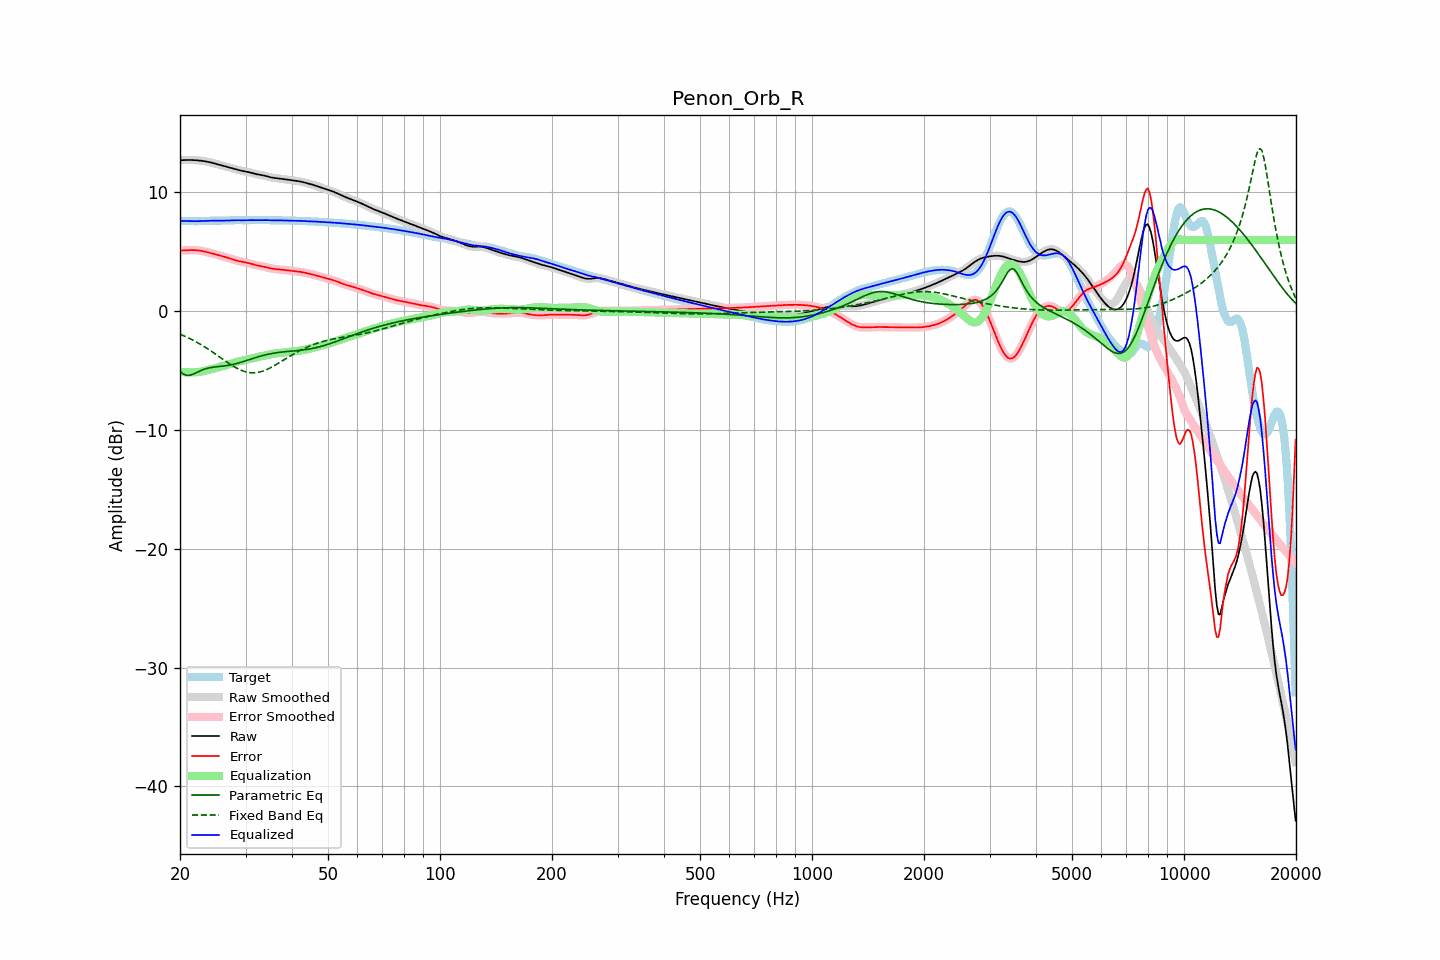 Penon_Orb_R
Amplitude (dBr)
10
0
−10
−20
−30
−40
Target
Raw Smoothed
Error Smoothed
Raw
Error
Equalization
Parametric Eq
Fixed Band Eq
Equalized
20
50
100
200
500
1000
2000
5000
10000
20000
Frequency (Hz)